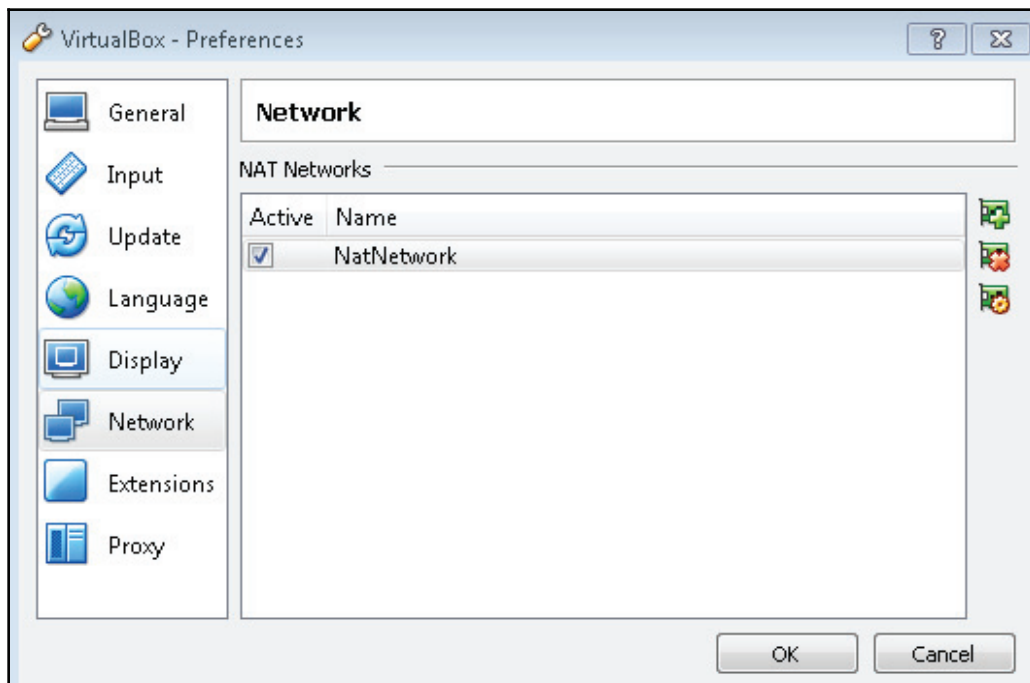 VirtualBox - Preferences
General
Input
Update
Language
Display
Network
Extensions
Proxy
Network
NAT Networks
Active Name
NatNetwork
OK Cancel